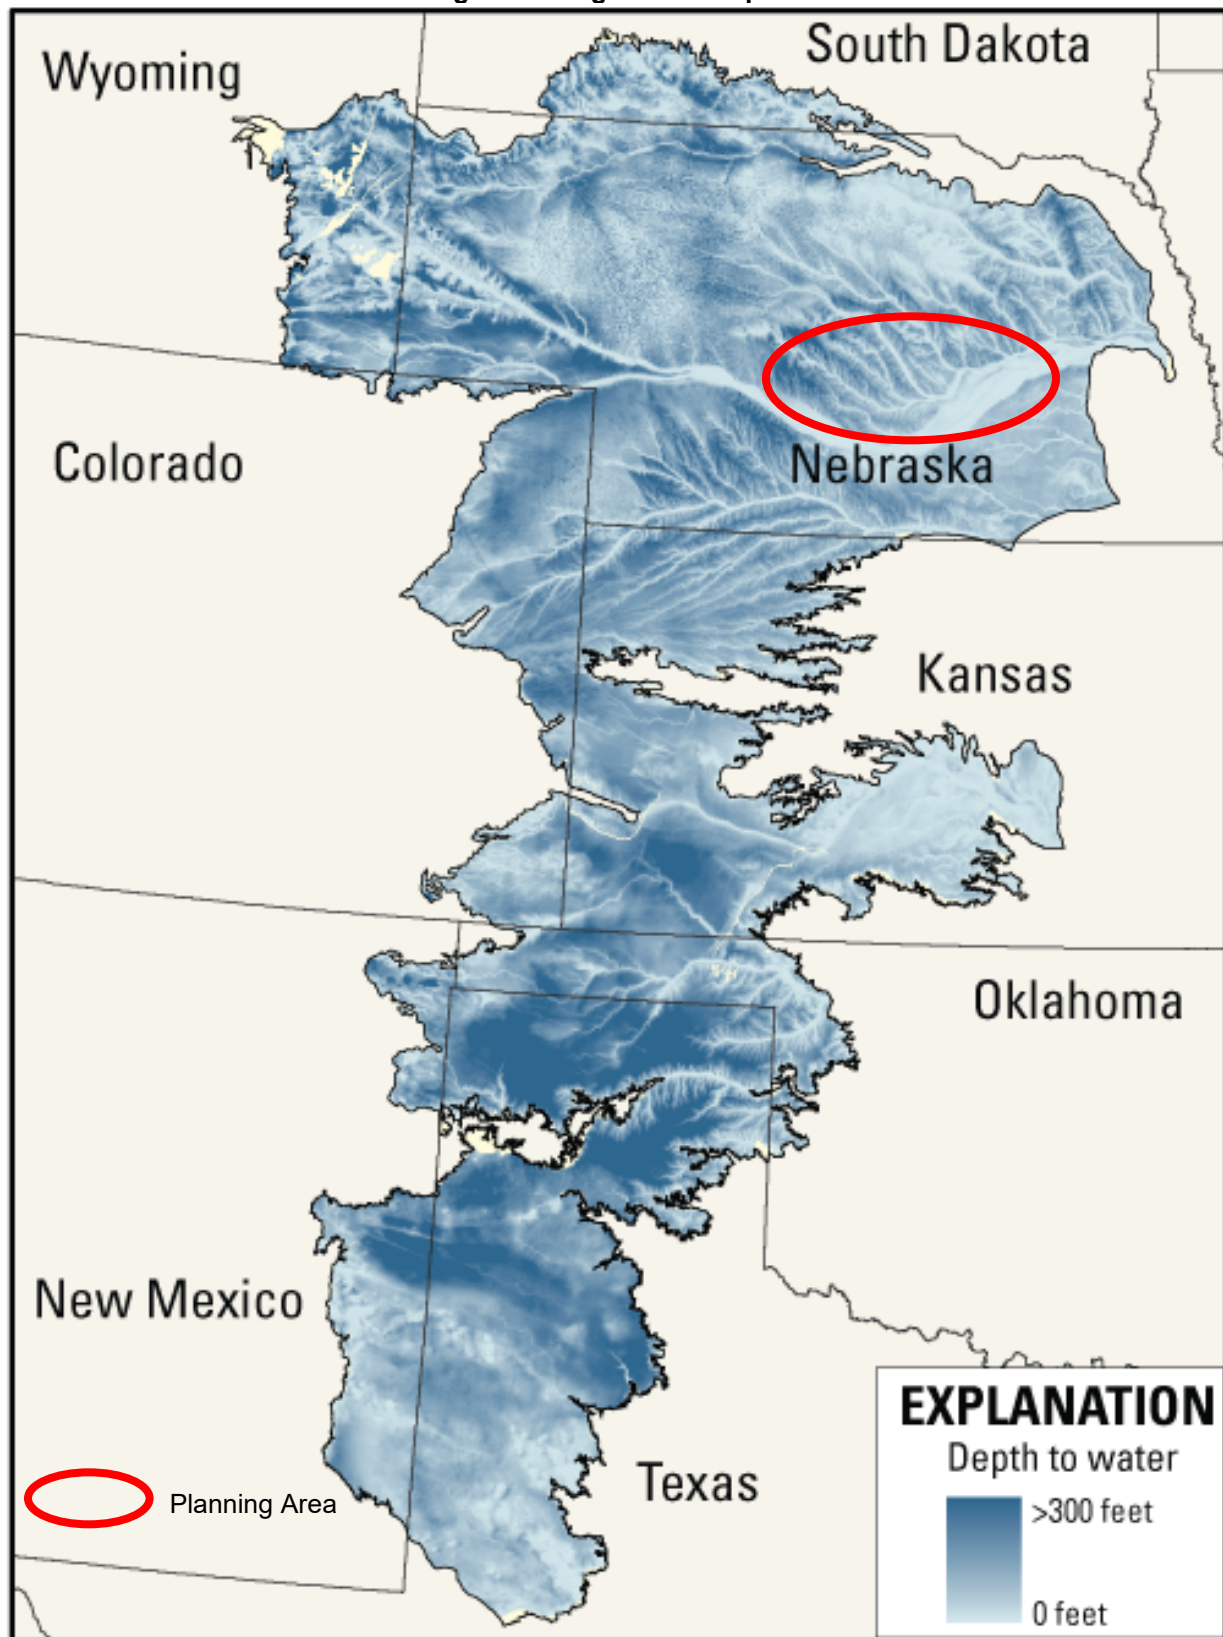 South Dakota
Wyoming
Colorado
Nebraska
Kansas
Oklahoma
New Mexico
Texas
Planning Area
EXPLANATION
Depth to water
>300 feet
0 feet